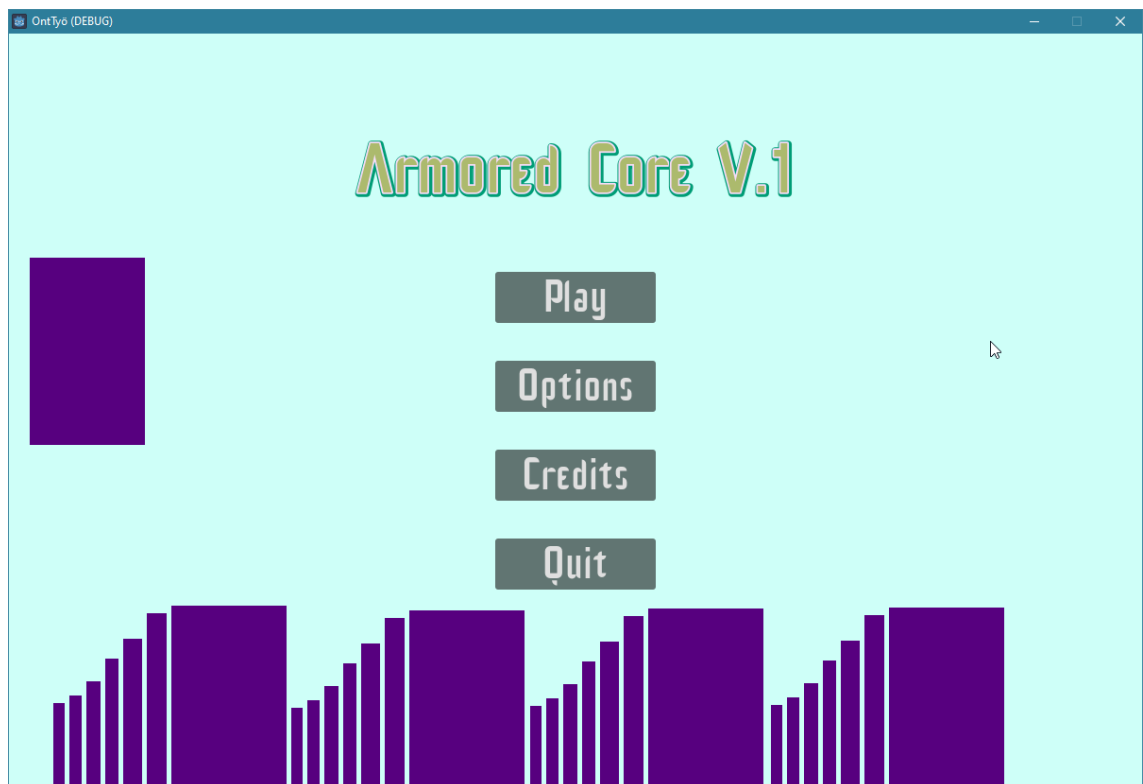 OntTyö (DEBUG)
Armored Core V.1
Play
Options
Credits
Quit